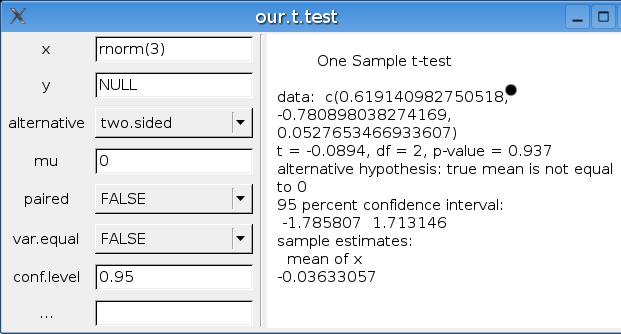 our.t.test
x rnorm(3)
y NULL
alternative two.sided
mu 0
paired FALSE
var.equal FALSE
conf.level 0.95
...
One Sample t-test
data:  c(0.619140982750518,
-0.780898038274169,
0.0527653466933607)
t = -0.0894, df = 2, p-value = 0.937
alternative hypothesis: true mean is not equal
to 0
95 percent confidence interval:
-1.785807  1.713146
sample estimates:
mean of x
-0.03633057